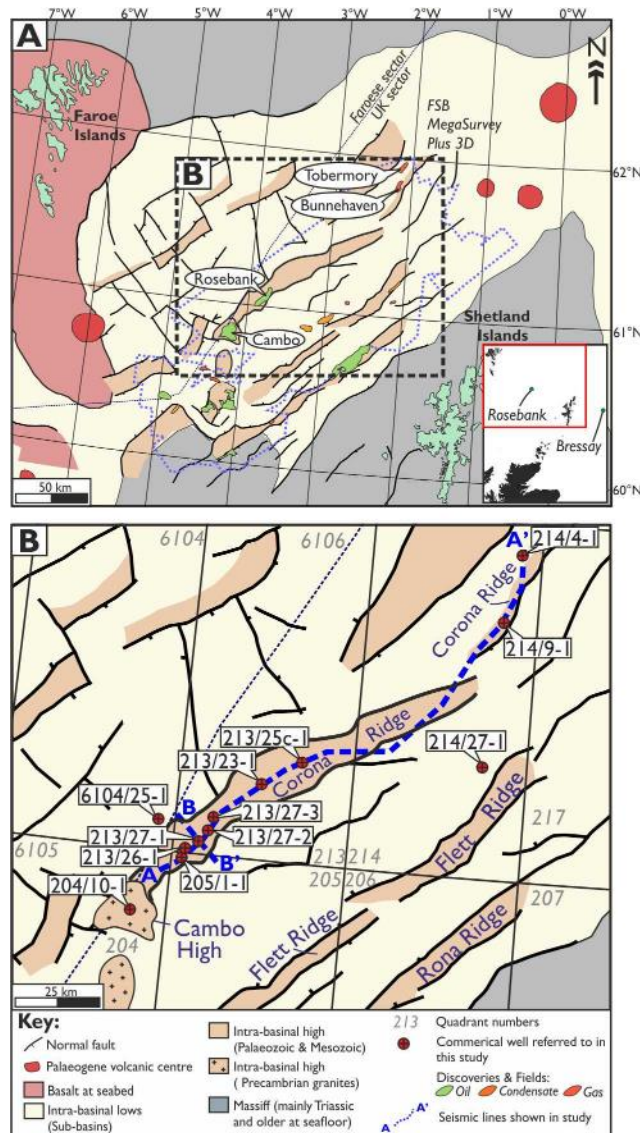 A
7°W
6°W
5°W
4°W
3°W
2°W
1°W
0°W
N
Faroe
Islands
Faroese sector
UK sector
FSB
MegaSurvey
Plus 3D
62°N
B
Tobermory
Bunnehaven
Rosebank
Cambo
61°N
Shetland
Islands
Rosebank
Bressay
60°N
50 km
B
6104
6106
A'
214/4-1
Corona Ridge
214/9-1
213/25c-1
Ridge
213/23-1
Corona
214/27-1
6104/25-1
B
213/27-3
217
6105
213/27-1
213/27-2
213/26-1
B'
213
214
Flett Ridge
A
205/1-1
205
206
204/10-1
207
204
Cambo
High
Flett Ridge
Rona Ridge
25 km
Key:
Normal fault
Palaeogene volcanic centre
Basalt at seabed
Intra-basinal lows
(Sub-basins)
Intra-basinal high
(Palaeozoic & Mesozoic)
Intra-basinal high
( Precambrian granites)
Massiff (mainly Triassic
and older at seafloor)
213
Quadrant numbers
Commerical well referred to in
this study
Discoveries & Fields:
Oil
Condensate
Gas
A
A'
Seismic lines shown in study